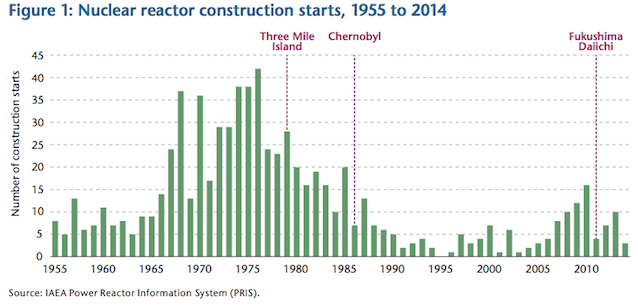 Figure 1: Nuclear reactor construction starts, 1955 to 2014
Three Mile
Island
Chernobyl
Fukushima
Daiichi
Number of construction starts
45
40
35
30
25
20
15
10
5
0
1955 1960 1965 1970 1975 1980 1985 1990 1995 2000 2005 2010
Source: IAEA Power Reactor Information System (PRIS).